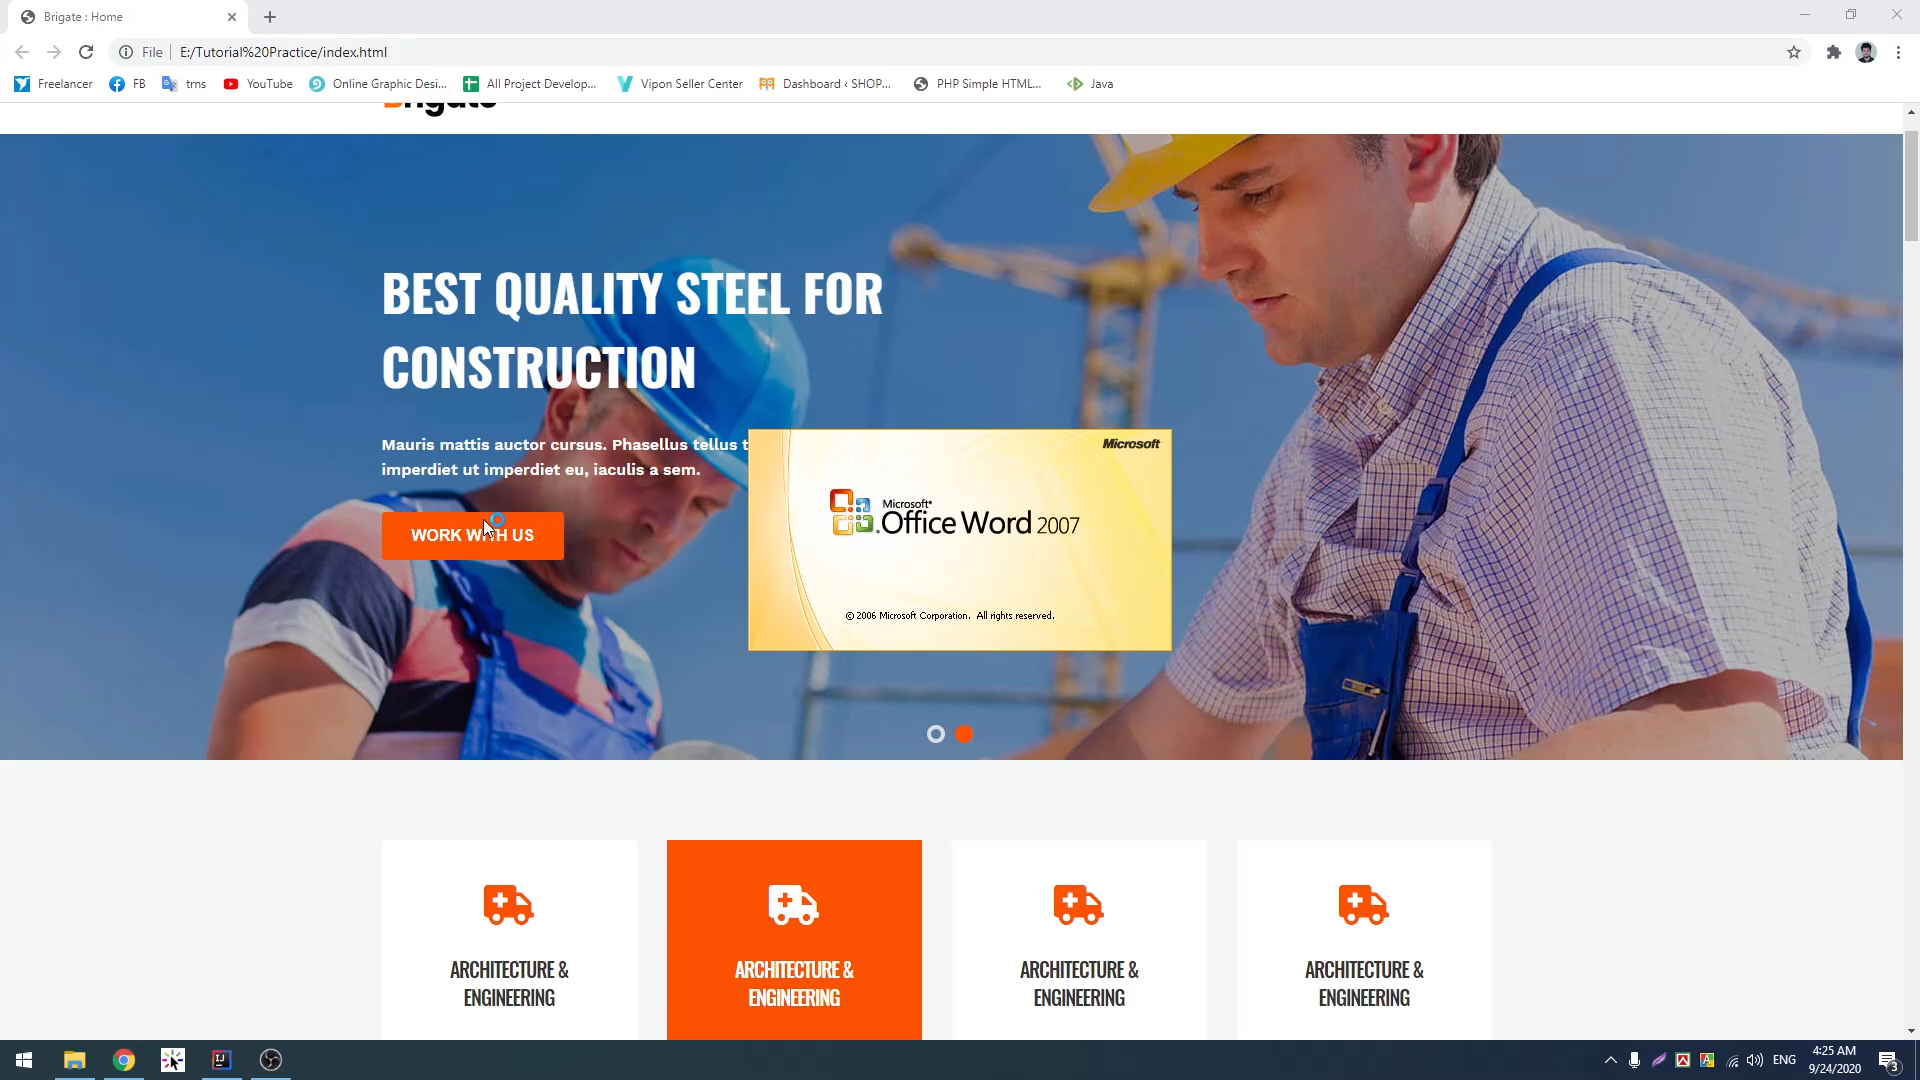 Brigate : Home
File
E:/Tutorial%20Practice/index.html
Freelancer
FB
trns
YouTube
Online Graphic Desi...
All Project Develop...
Vipon Seller Center
Dashboard ‹ SHOP...
PHP Simple HTML...
Java
Brigate
BEST QUALITY STEEL FOR
CONSTRUCTION
Mauris mattis auctor cursus. Phasellus tellus t
imperdiet ut imperdiet eu, iaculis a sem.
WORK WITH US
Microsoft
Microsoft®
Office Word 2007
© 2006 Microsoft Corporation. All rights reserved.
ARCHITECTURE &
ENGINEERING
ARCHITECTURE &
ENGINEERING
ARCHITECTURE &
ENGINEERING
ARCHITECTURE &
ENGINEERING
ENG
4:25 AM
9/24/2020
3